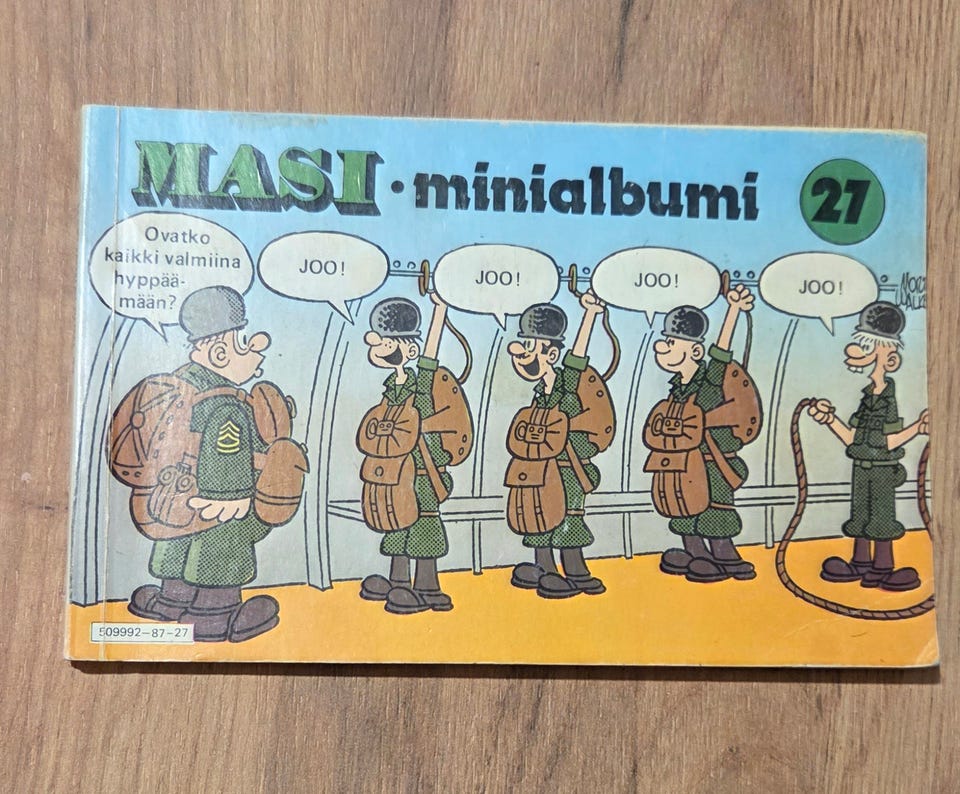 MASI · minialbumi 27
Ovatko
kaikki valmiina
hyppää-
mään?
JOO!
JOO!
JOO!
JOO!
509992-87-27